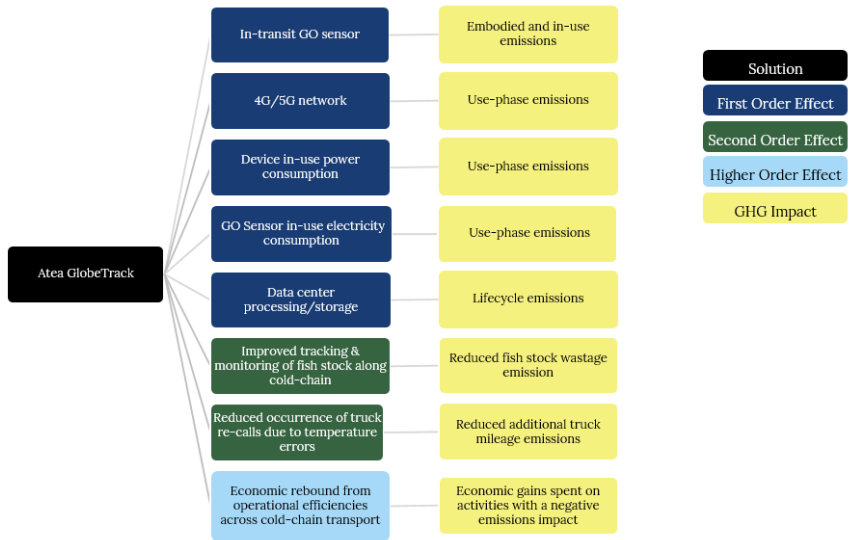 In-transit GO sensor
Embodied and in-use
emissions
4G/5G network
Use-phase emissions
Device in-use power
consumption
Use-phase emissions
GO Sensor in-use electricity
consumption
Use-phase emissions
Atea GlobeTrack
Data center
processing/storage
Lifecycle emissions
Improved tracking &
monitoring of fish stock along
cold-chain
Reduced fish stock wastage
emission
Reduced occurrence of truck
re-calls due to temperature
errors
Reduced additional truck
mileage emissions
Economic rebound from
operational efficiencies
across cold-chain transport
Economic gains spent on
activities with a negative
emissions impact
Solution
First Order Effect
Second Order Effect
Higher Order Effect
GHG Impact